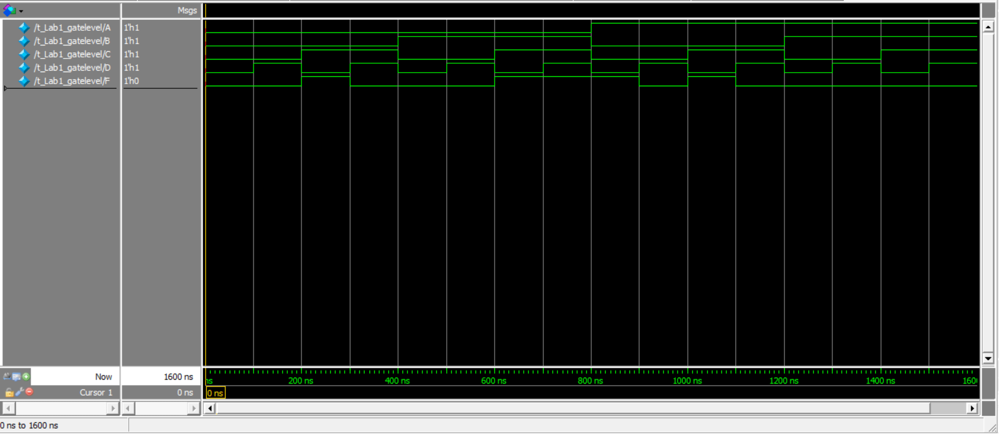 Msgs
/t_Lab1_gatelevel/A 1'h1
/t_Lab1_gatelevel/B 1'h1
/t_Lab1_gatelevel/C 1'h1
/t_Lab1_gatelevel/D 1'h1
/t_Lab1_gatelevel/F 1'h0
Now 1600 ns
ns 200 ns 400 ns 600 ns 800 ns 1000 ns 1200 ns 1400 ns 1600
Cursor 1 0 ns 0 ns
0 ns to 1600 ns